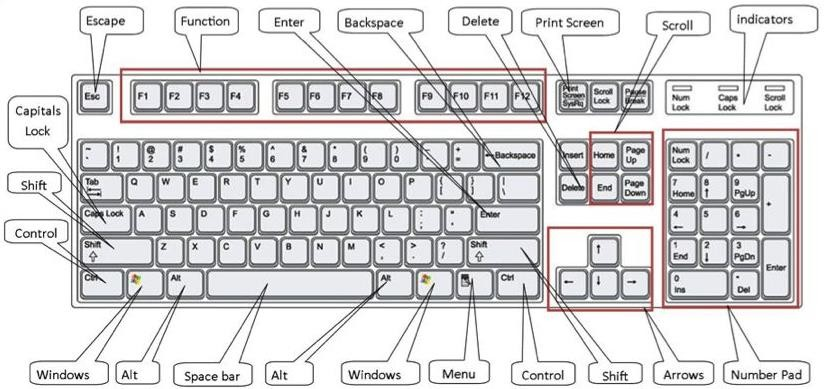 Escape
Function
Enter
Backspace
Delete
Print Screen
Scroll
indicators
Capitals
Lock
Shift
Control
Esc
F1 F2 F3 F4
F5 F6 F7 F8
F9 F10 F11 F12
Print
Screen
SysRq
Scroll
Lock
Pause
Break
Num
Lock
Caps
Lock
Scroll
Lock
~ ! @ # $ % ^ & * ( ) _ +
` 1 2 3 4 5 6 7 8 9 0 - =
←Backspace
Tab
Q W E R T Y U I O P { } |
[ ] \
Caps Lock
A S D F G H J K L : "
; '
Enter
Shift
Z X C V B N M < > ?
, . /
Shift
Ctrl
Alt
Alt
Ctrl
Insert
Home
Page
Up
Delete
End
Page
Down
↑
← ↓ →
Num
Lock
/ * -
7
Home
8
↑
9
PgUp
+
4
←
5
6
→
1
End
2
↓
3
PgDn
Enter
0
Ins
.
Del
Windows
Alt
Space bar
Alt
Windows
Menu
Control
Shift
Arrows
Number Pad